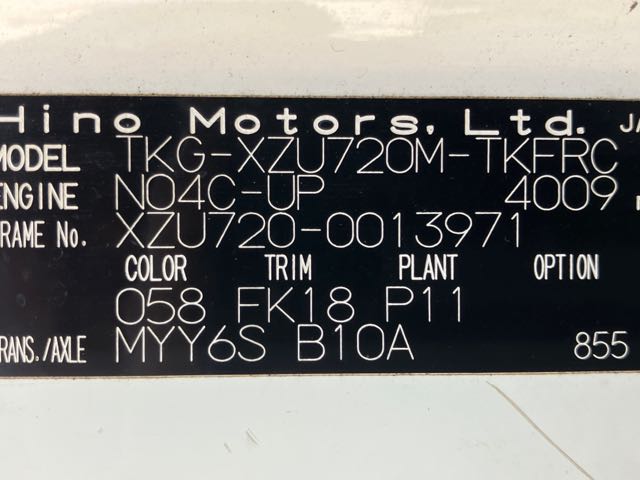 Hino Motors, Ltd. JA
MODEL TKG-XZU720M-TKFRC
ENGINE N04C-UP 4009
RAME No. XZU720-0013971
COLOR TRIM PLANT OPTION
058 FK18 P11
RANS./AXLE MYY6S B10A 855